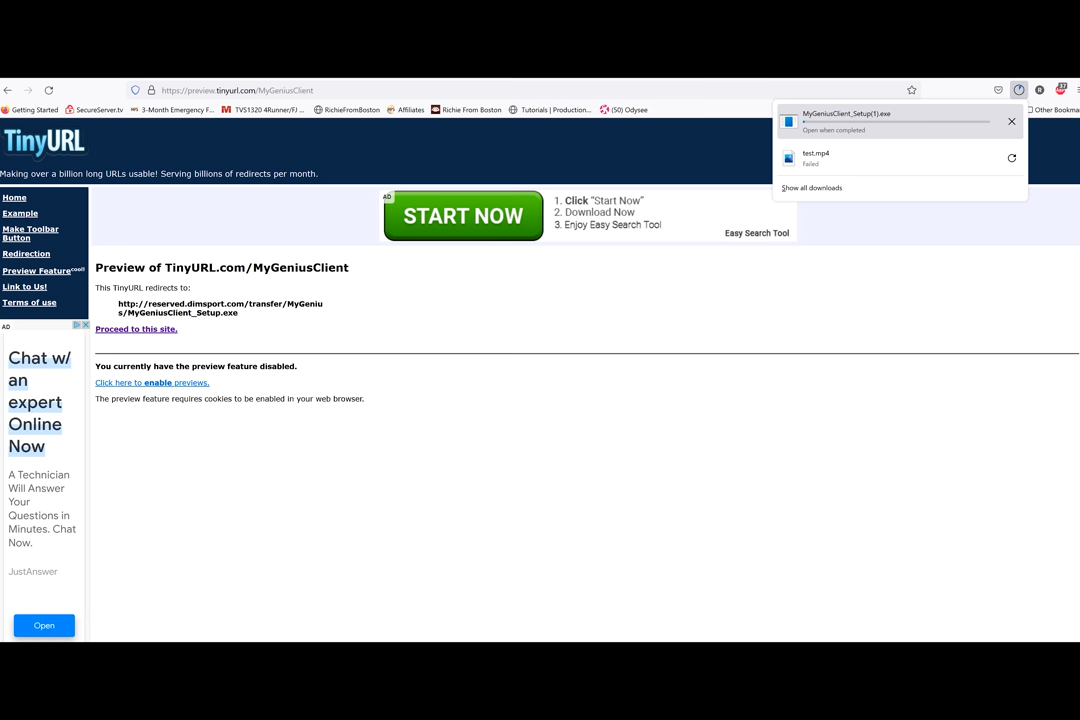 https://preview.tinyurl.com/MyGeniusClient
Getting Started
SecureServer.tv
3-Month Emergency F...
TVS1320 4Runner/FJ ...
RichieFromBoston
Affiliates
Richie From Boston
Tutorials | Production...
(50) Odysee
Other Bookma
R
37
MyGeniusClient_Setup(1).exe
Open when completed
test.mp4
Failed
Show all downloads
TinyURL
Making over a billion long URLs usable! Serving billions of redirects per month.
Home
Example
Make Toolbar
Button
Redirection
Preview Feature cool!
Link to Us!
Terms of use
AD
START NOW
1. Click “Start Now”
2. Download Now
3. Enjoy Easy Search Tool
Easy Search Tool
Preview of TinyURL.com/MyGeniusClient
This TinyURL redirects to:
http://reserved.dimsport.com/transfer/MyGeniu
s/MyGeniusClient_Setup.exe
Proceed to this site.
You currently have the preview feature disabled.
Click here to enable previews.
The preview feature requires cookies to be enabled in your web browser.
AD
Chat w/
an
expert
Online
Now
A Technician
Will Answer
Your
Questions in
Minutes. Chat
Now.
JustAnswer
Open